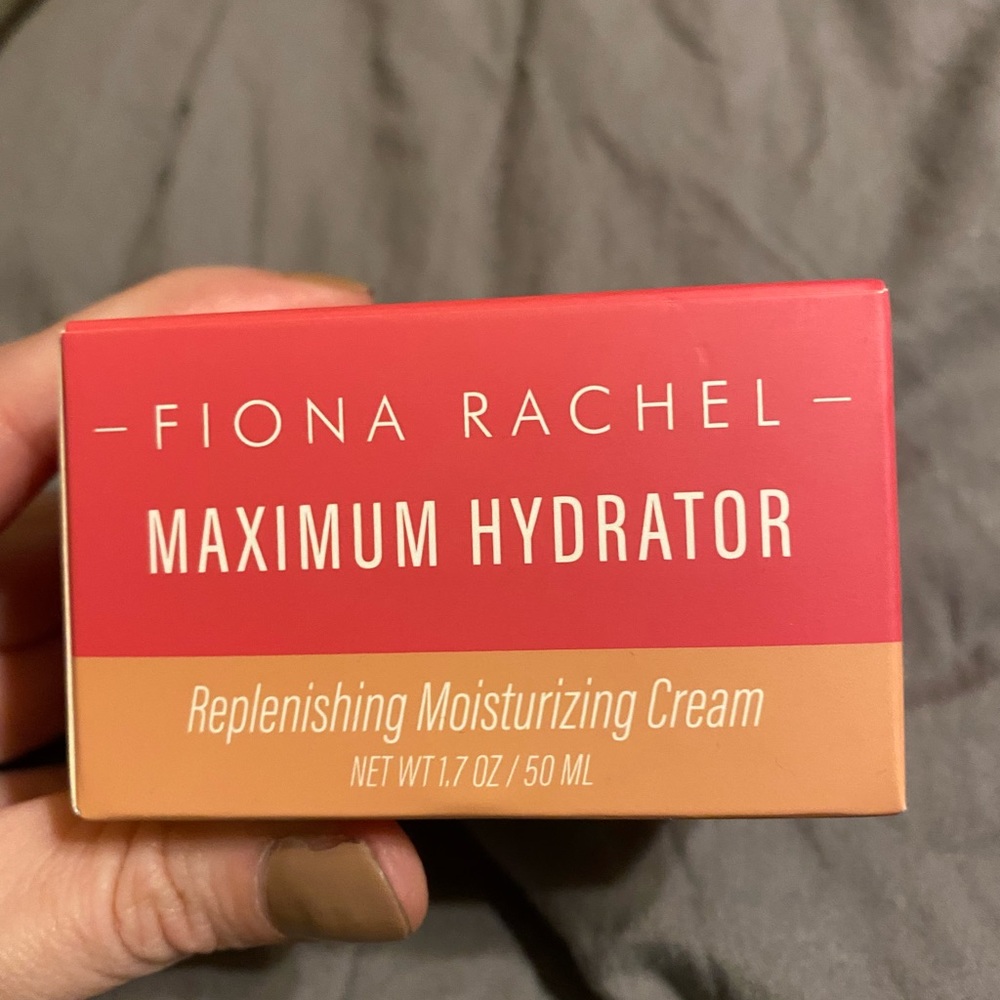 — FIONA RACHEL —
MAXIMUM HYDRATOR
Replenishing Moisturizing Cream
NET WT 1.7 OZ / 50 ML